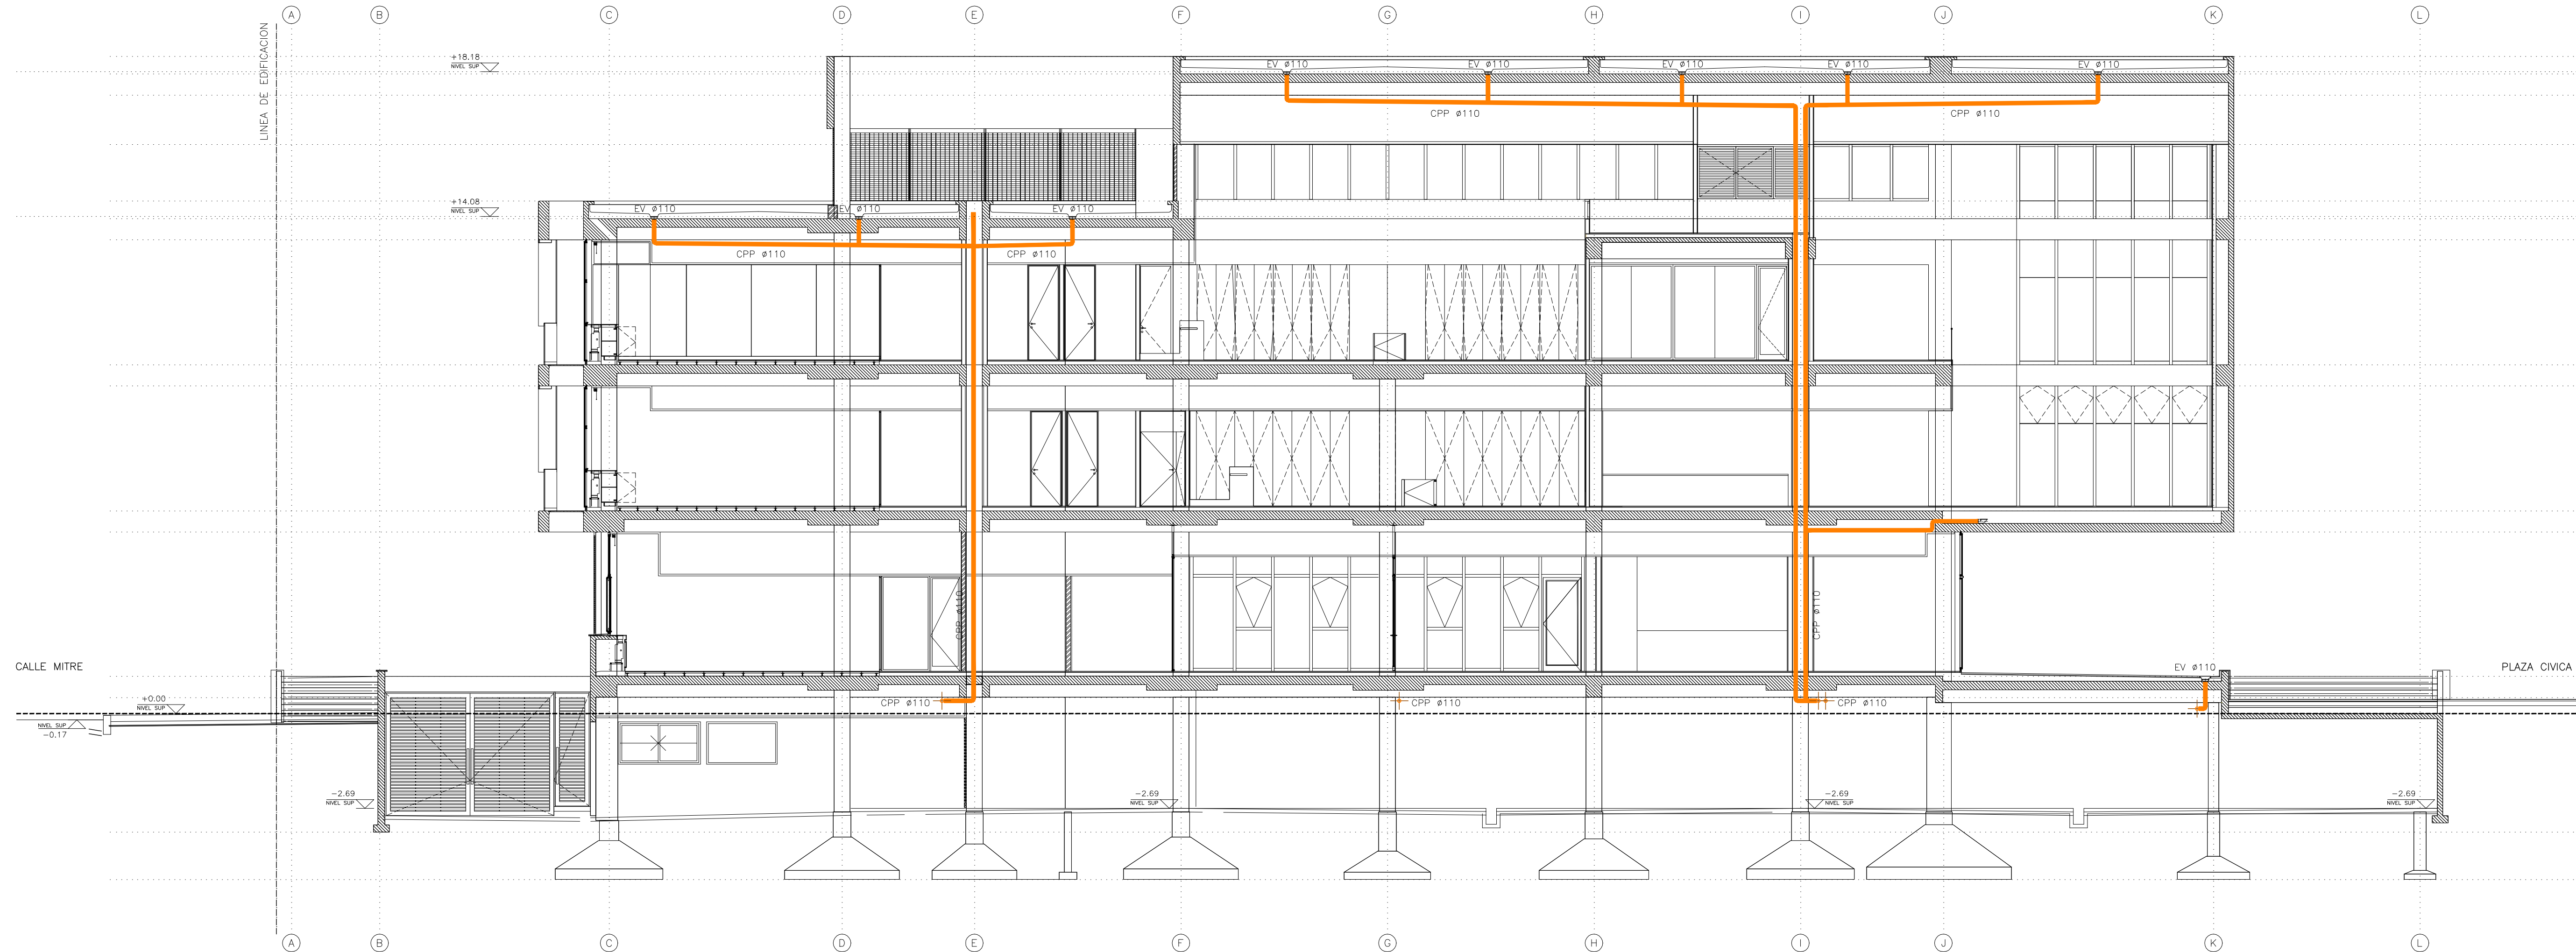 A B C D E F G H I J K L
LINEA DE EDIFICACION
+18.18
NIVEL SUP
EV ø110 EV ø110 EV ø110 EV ø110 EV ø110
CPP ø110 CPP ø110
+14.08
NIVEL SUP
EV ø110 EV ø110 EV ø110
CPP ø110 CPP ø110
CPP ø110 CPP ø110
CALLE MITRE
EV ø110
PLAZA CIVICA
+0.00
NIVEL SUP
CPP ø110 CPP ø110 CPP ø110
NIVEL SUP
-0.17
-2.69
NIVEL SUP
-2.69
NIVEL SUP
-2.69
NIVEL SUP
-2.69
NIVEL SUP
A B C D E F G H I J K L